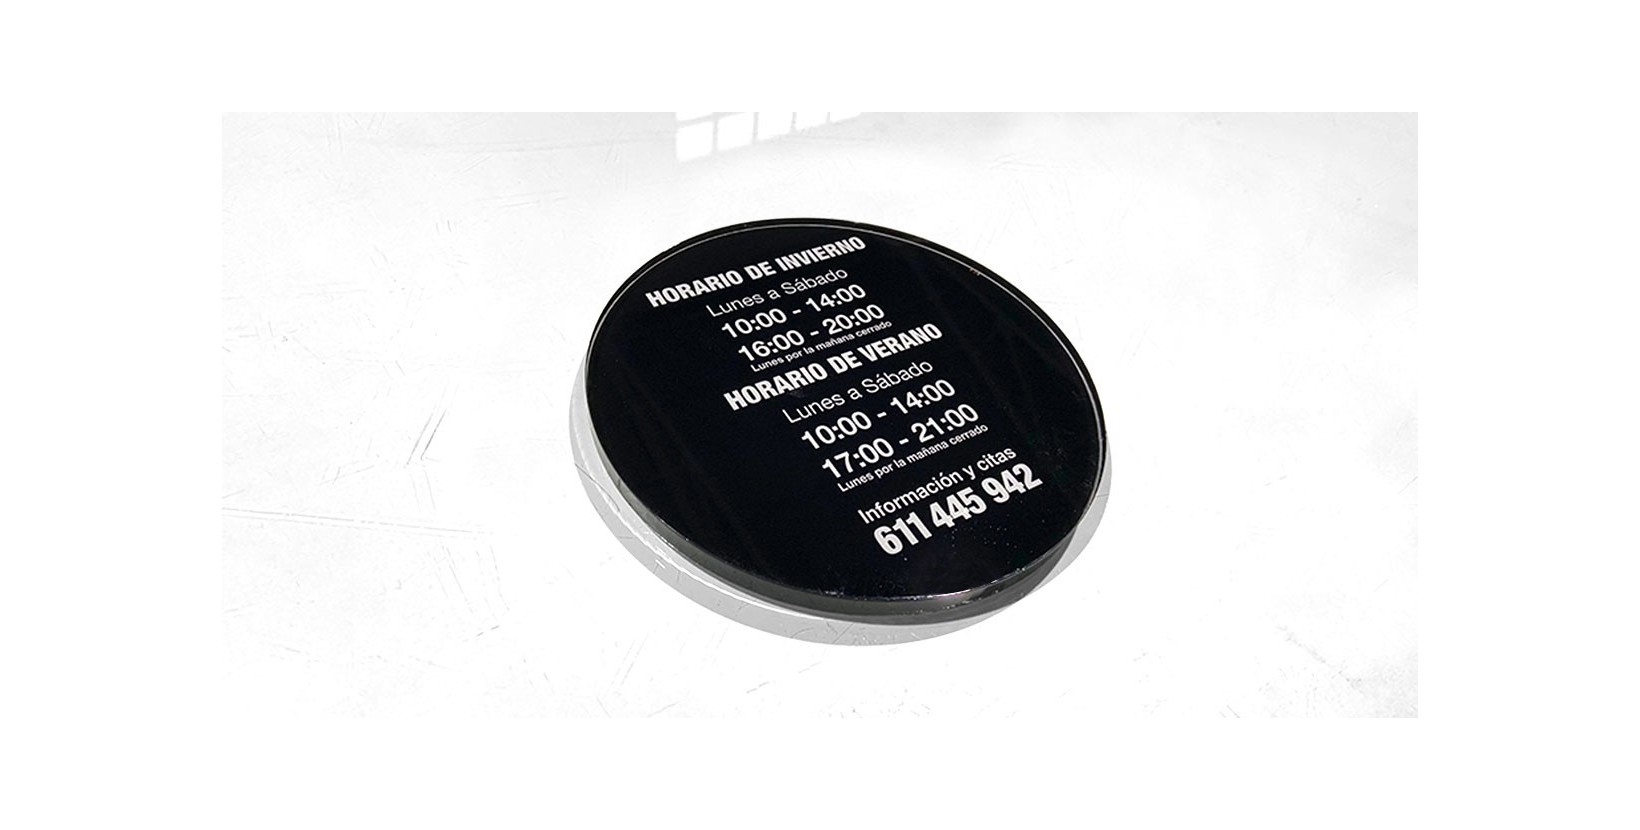 HORARIO DE INVIERNO
Lunes a Sábado
10:00 - 14:00
16:00 - 20:00
Lunes por la mañana cerrado
HORARIO DE VERANO
Lunes a Sábado
10:00 - 14:00
17:00 - 21:00
Lunes por la mañana cerrado
Información y citas
611 445 942